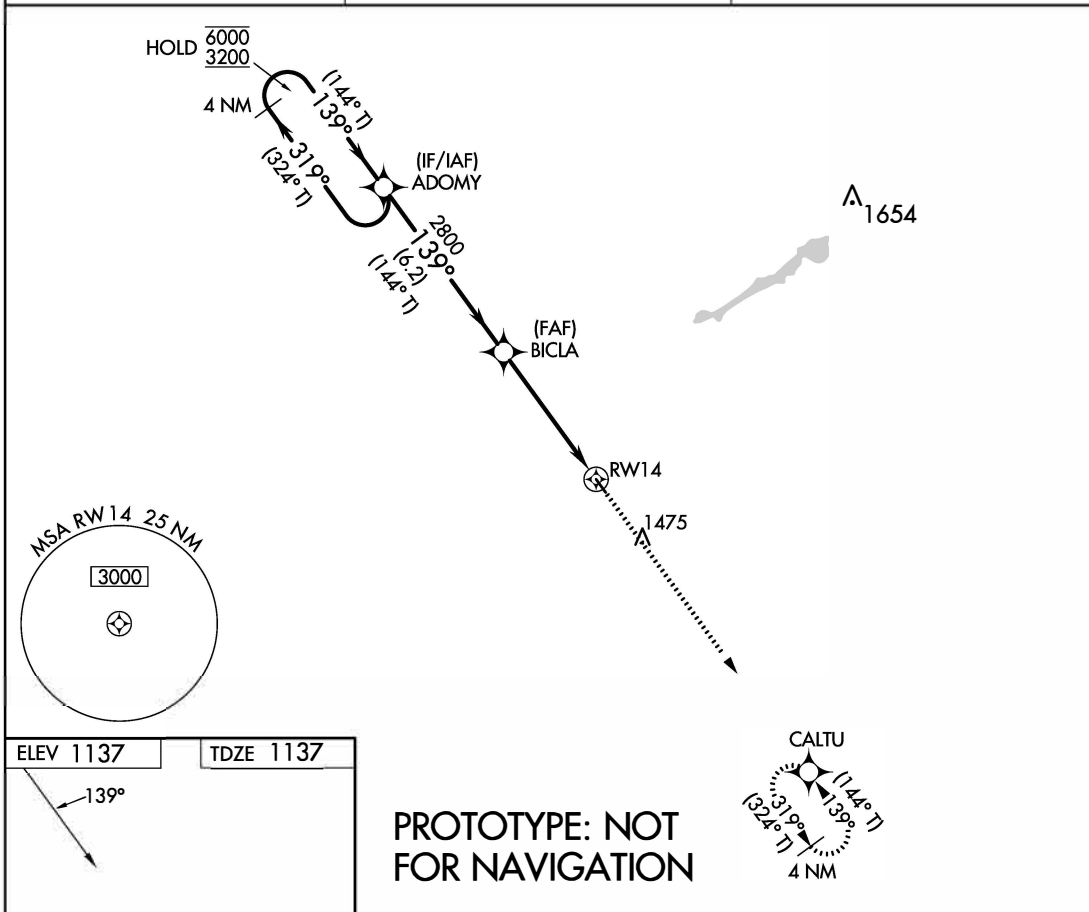 HOLD 6000
3200
4 NM
139°
(144° T)
319°
(324° T)
(IF/IAF)
ADOMY
2800
139°
(6.2)
(144° T)
1654
(FAF)
BICLA
RW14
1475
MSA RW 14 25 NM
3000
ELEV 1137
TDZE 1137
139°
PROTOTYPE: NOT
FOR NAVIGATION
CALTU
(144° T)
139°
319°
(324° T)
4 NM